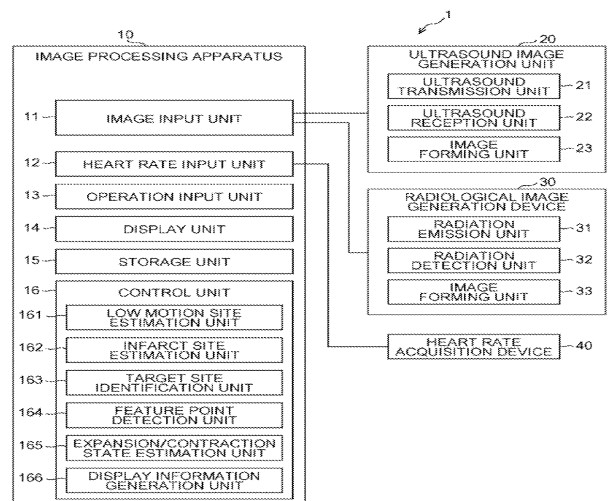 1
10
IMAGE PROCESSING APPARATUS
11
IMAGE INPUT UNIT
12
HEART RATE INPUT UNIT
13
OPERATION INPUT UNIT
14
DISPLAY UNIT
15
STORAGE UNIT
16
CONTROL UNIT
161
LOW MOTION SITE
ESTIMATION UNIT
162
INFARCT SITE
ESTIMATION UNIT
163
TARGET SITE
IDENTIFICATION UNIT
164
FEATURE POINT
DETECTION UNIT
165
EXPANSION/CONTRACTION
STATE ESTIMATION UNIT
166
DISPLAY INFORMATION
GENERATION UNIT
20
ULTRASOUND IMAGE
GENERATION UNIT
ULTRASOUND
TRANSMISSION UNIT
21
ULTRASOUND
RECEPTION UNIT
22
IMAGE
FORMING UNIT
23
30
RADIOLOGICAL IMAGE
GENERATION DEVICE
RADIATION
EMISSION UNIT
31
RADIATION
DETECTION UNIT
32
IMAGE
FORMING UNIT
33
HEART RATE
ACQUISITION DEVICE
40